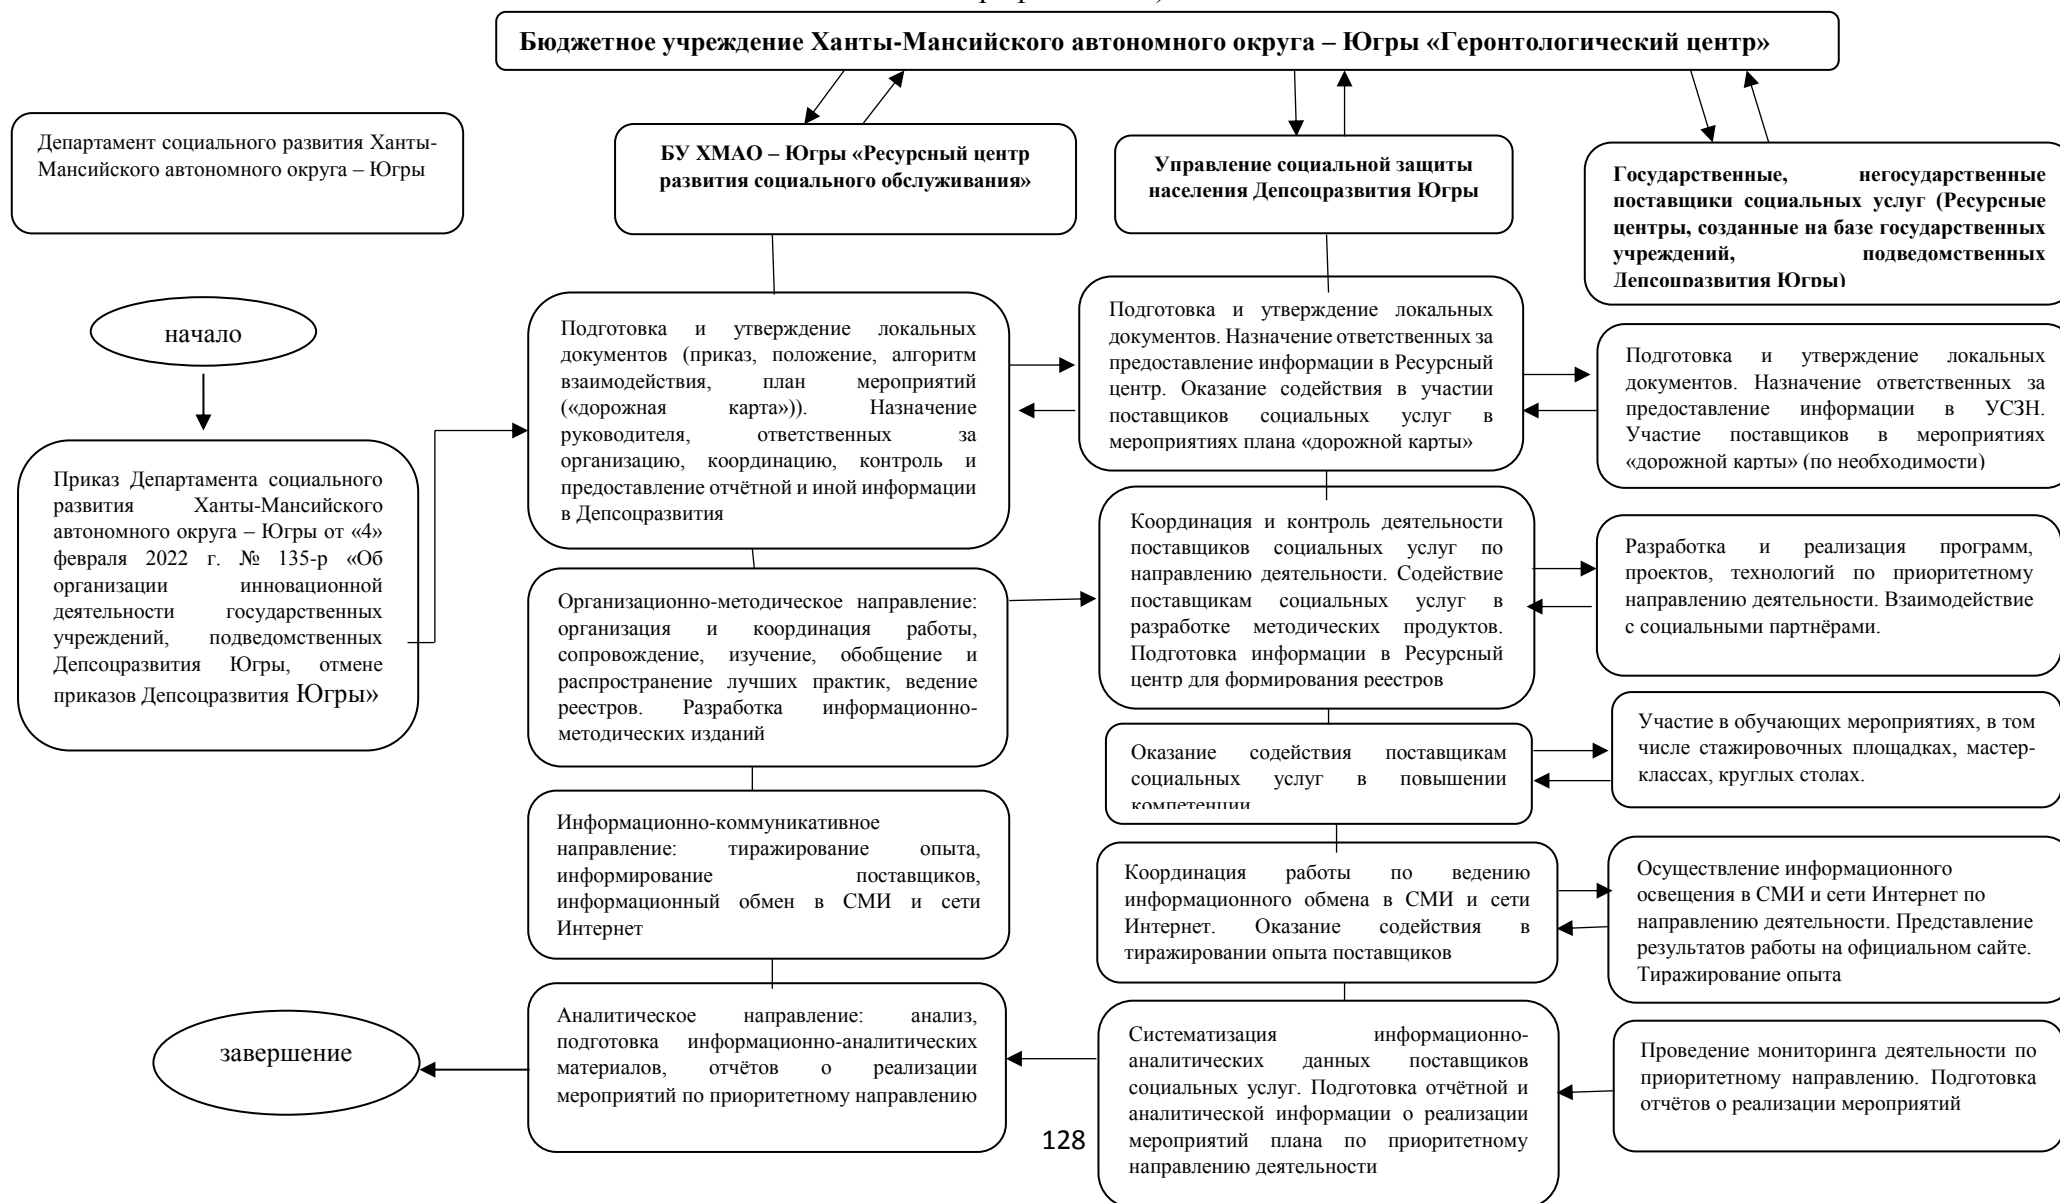 Бюджетное учреждение Ханты-Мансийского автономного округа – Югры «Геронтологический центр»
Департамент социального развития Ханты-
Мансийского автономного округа – Югры
БУ ХМАО – Югры «Ресурсный центр
развития социального обслуживания»
Управление социальной защиты
населения Депсоцразвития Югры
Государственные, негосударственные
поставщики социальных услуг (Ресурсные
центры, созданные на базе государственных
учреждений, подведомственных
Депсоцразвития Югры)
начало
Приказ Департамента социального
развития Ханты-Мансийского
автономного округа – Югры от «4»
февраля 2022 г. № 135-р «Об
организации инновационной
деятельности государственных
учреждений, подведомственных
Депсоцразвития Югры, отмене
приказов Депсоцразвития Югры»
Подготовка и утверждение локальных
документов (приказ, положение, алгоритм
взаимодействия, план мероприятий
(«дорожная карта»)). Назначение
руководителя, ответственных за
организацию, координацию, контроль и
предоставление отчётной и иной информации
в Депсоцразвития
Подготовка и утверждение локальных
документов. Назначение ответственных за
предоставление информации в Ресурсный
центр. Оказание содействия в участии
поставщиков социальных услуг в
мероприятиях плана «дорожной карты»
Подготовка и утверждение локальных
документов. Назначение ответственных за
предоставление информации в УСЗН.
Участие поставщиков в мероприятиях
«дорожной карты» (по необходимости)
Организационно-методическое направление:
организация и координация работы,
сопровождение, изучение, обобщение и
распространение лучших практик, ведение
реестров. Разработка информационно-
методических изданий
Координация и контроль деятельности
поставщиков социальных услуг по
направлению деятельности. Содействие
поставщикам социальных услуг в
разработке методических продуктов.
Подготовка информации в Ресурсный
центр для формирования реестров
Разработка и реализация программ,
проектов, технологий по приоритетному
направлению деятельности. Взаимодействие
с социальными партнёрами.
Оказание содействия поставщикам
социальных услуг в повышении
компетенции
Участие в обучающих мероприятиях, в том
числе стажировочных площадках, мастер-
классах, круглых столах.
Информационно-коммуникативное
направление: тиражирование опыта,
информирование поставщиков,
информационный обмен в СМИ и сети
Интернет
Координация работы по ведению
информационного обмена в СМИ и сети
Интернет. Оказание содействия в
тиражировании опыта поставщиков
Осуществление информационного
освещения в СМИ и сети Интернет по
направлению деятельности. Представление
результатов работы на официальном сайте.
Тиражирование опыта
завершение
Аналитическое направление: анализ,
подготовка информационно-аналитических
материалов, отчётов о реализации
мероприятий по приоритетному направлению
Систематизация информационно-
аналитических данных поставщиков
социальных услуг. Подготовка отчётной и
аналитической информации о реализации
мероприятий плана по приоритетному
направлению деятельности
Проведение мониторинга деятельности по
приоритетному направлению. Подготовка
отчётов о реализации мероприятий
128